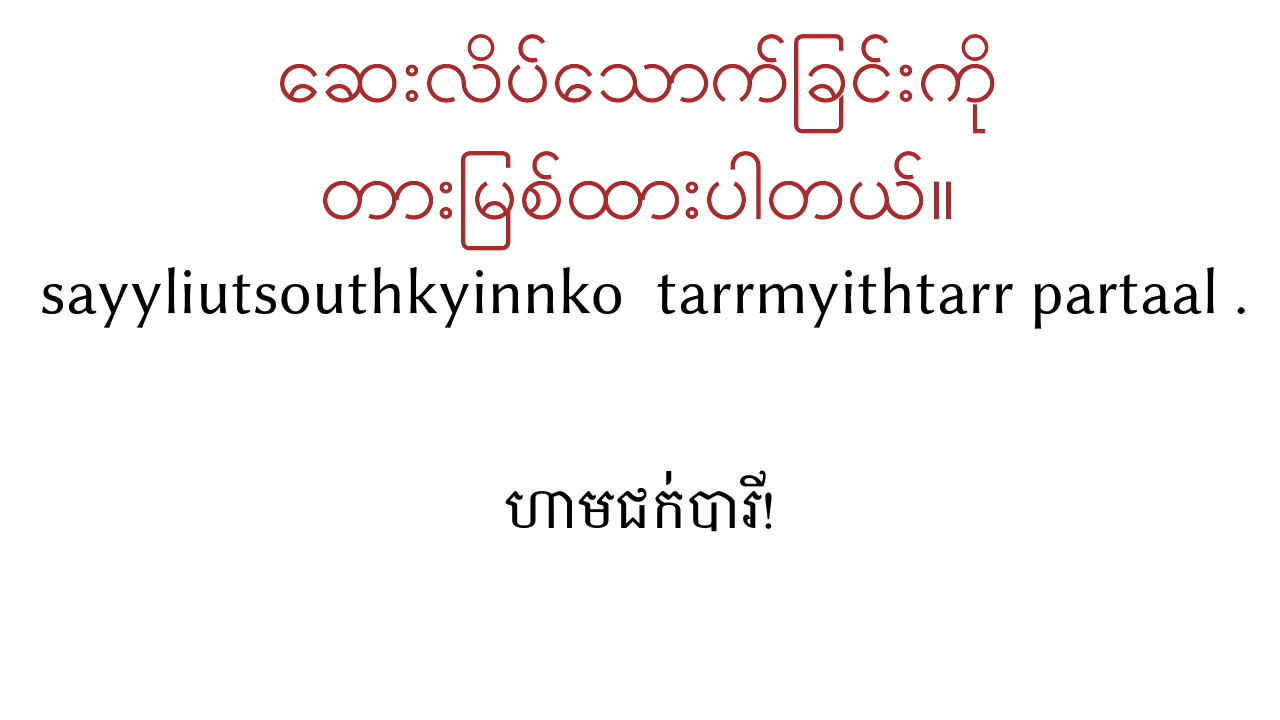 ဆေးလိပ်သောက်ခြင်းကို
တားမြစ်ထားပါတယ်။
sayyliutsouthkyinnko tarrmyithtarr partaal .
ហាមជក់បារី!